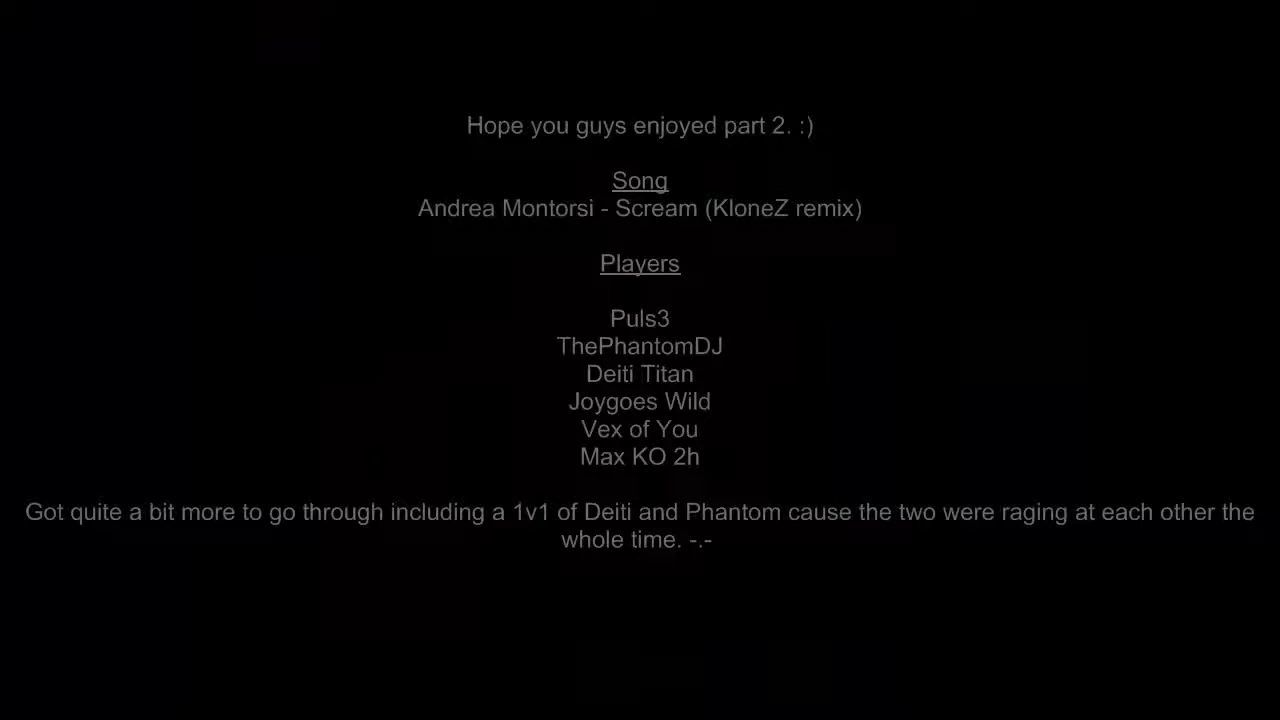 Hope you guys enjoyed part 2. :)
Song
Andrea Montorsi - Scream (KloneZ remix)
Players
Puls3
ThePhantomDJ
Deiti Titan
Joygoes Wild
Vex of You
Max KO 2h
Got quite a bit more to go through including a 1v1 of Deiti and Phantom cause the two were raging at each other the
whole time. -.-